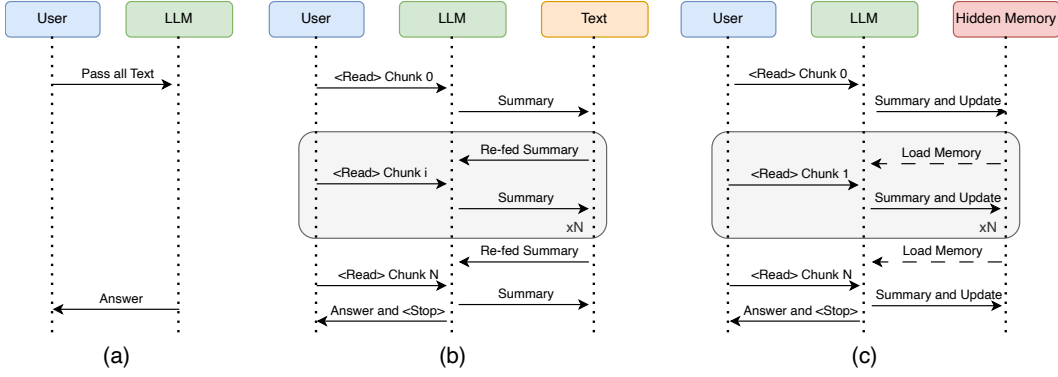 User
LLM
Pass all Text
Answer
(a)
User
LLM
Text
<Read> Chunk 0
Summary
Re-fed Summary
<Read> Chunk i
Summary
xN
Re-fed Summary
<Read> Chunk N
Summary
Answer and <Stop>
(b)
User
LLM
Hidden Memory
<Read> Chunk 0
Summary and Update
Load Memory
<Read> Chunk 1
Summary and Update
xN
Load Memory
<Read> Chunk N
Summary and Update
Answer and <Stop>
(c)